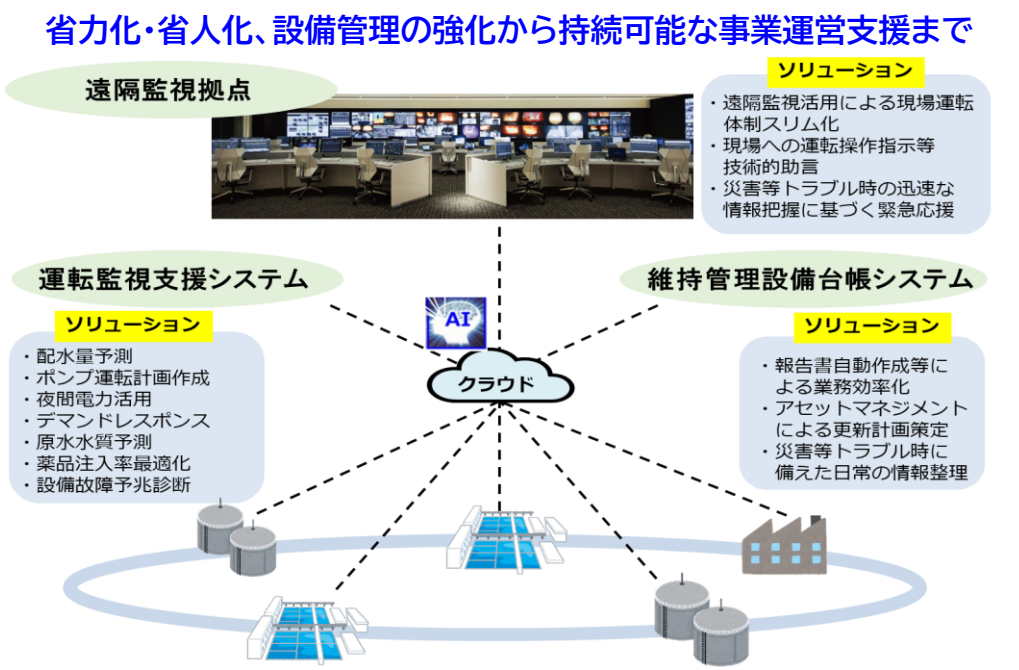 省力化・省人化、設備管理の強化から持続可能な事業運営支援まで
遠隔監視拠点
ソリューション
・遠隔監視活用による現場運転
体制スリム化
・現場への運転操作指示等
技術的助言
・災害等トラブル時の迅速な
情報把握に基づく緊急応援
運転監視支援システム
ソリューション
・配水量予測
・ポンプ運転計画作成
・夜間電力活用
・デマンドレスポンス
・原水水質予測
・薬品注入率最適化
・設備故障予兆診断
AI
クラウド
維持管理設備台帳システム
ソリューション
・報告書自動作成等に
よる業務効率化
・アセットマネジメント
による更新計画策定
・災害等トラブル時に
備えた日常の情報整理